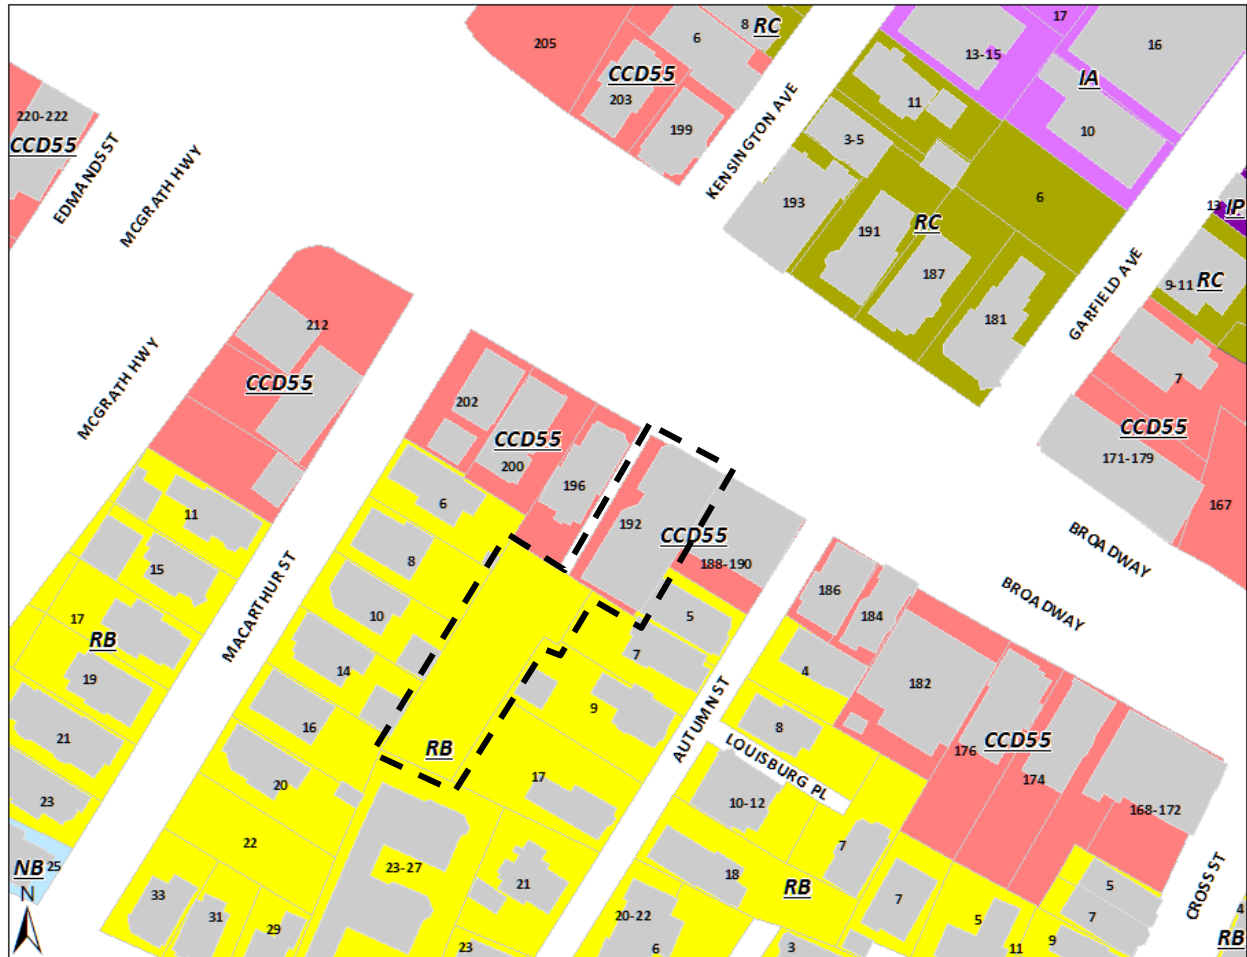 205
6
8 RC
CCD55
203
199
17
13-15
16
IA
10
11
3-5
6
193
191
RC
187
181
220-222
CCD55
EDMANDS ST
MCGRATH HWY
KENSINGTON AVE
13 IP
9-11 RC
GARFIELD AVE
7
CCD55
171-179
167
212
CCD55
MCGRATH HWY
202
CCD55
200
196
192
CCD55
188-190
BROADWAY
BROADWAY
6
8
10
14
16
20
22
11
15
17
RB
19
21
23
NB 25
N
MACARTHUR ST
5
7
9
RB
17
AUTUMN ST
186
184
4
182
8
LOUISBURG PL
176
CCD55
174
168-172
10-12
7
18
RB
7
5
7
5
11
9
CROSS ST
4
RB
23-27
21
33
31
29
23
20-22
6
3